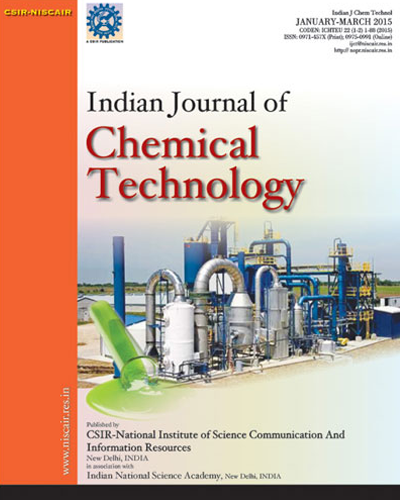 CSIR-NISCAIR
A CSIR PUBLICATION
Indian J Chem Technol
JANUARY-MARCH 2015
CODEN: ICHTEU 22 (1-2) 1-88 (2015)
ISSN: 0971-457X (Print); 0975-0991 (Online)
ijct@niscair.res.in
http:// nopr.niscair.res.in
Indian Journal of
Chemical
Technology
www.niscair.res.in
Published by
CSIR-National Institute of Science Communication And
Information Resources
New Delhi, INDIA
in association with
Indian National Science Academy, New Delhi, INDIA